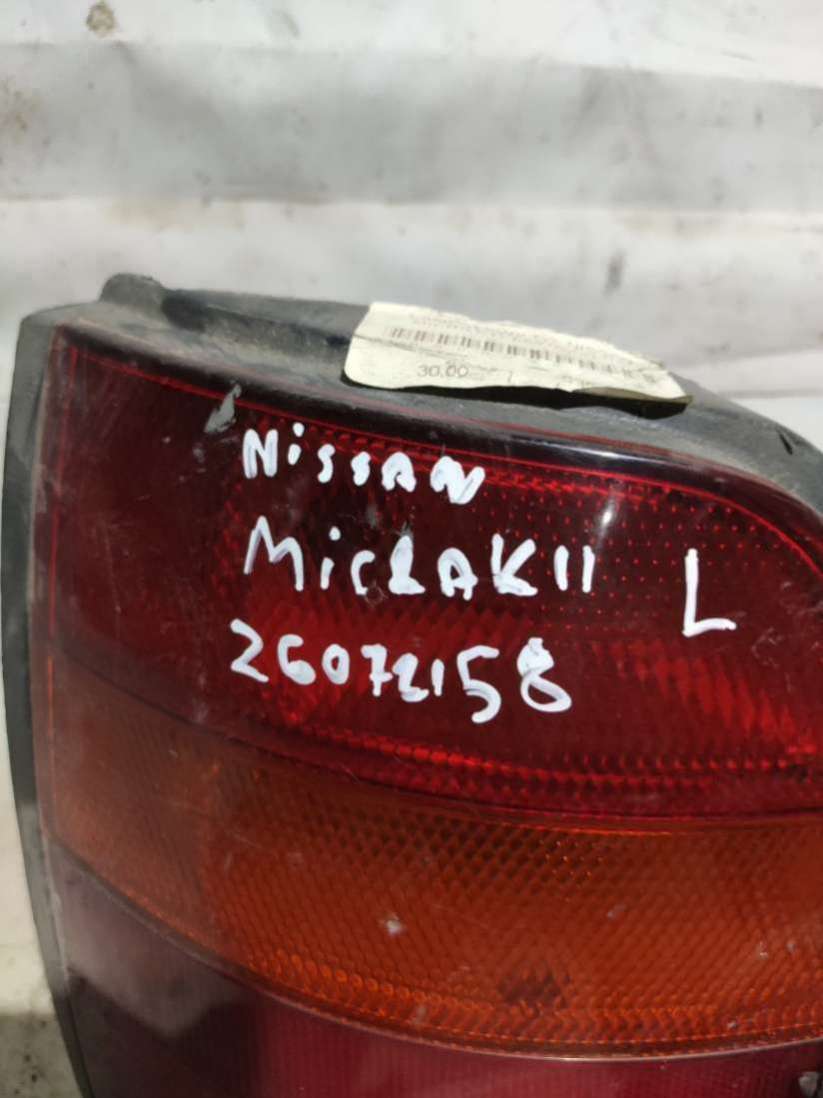 30.00
NISSAN
MICRAK11 L
26072158